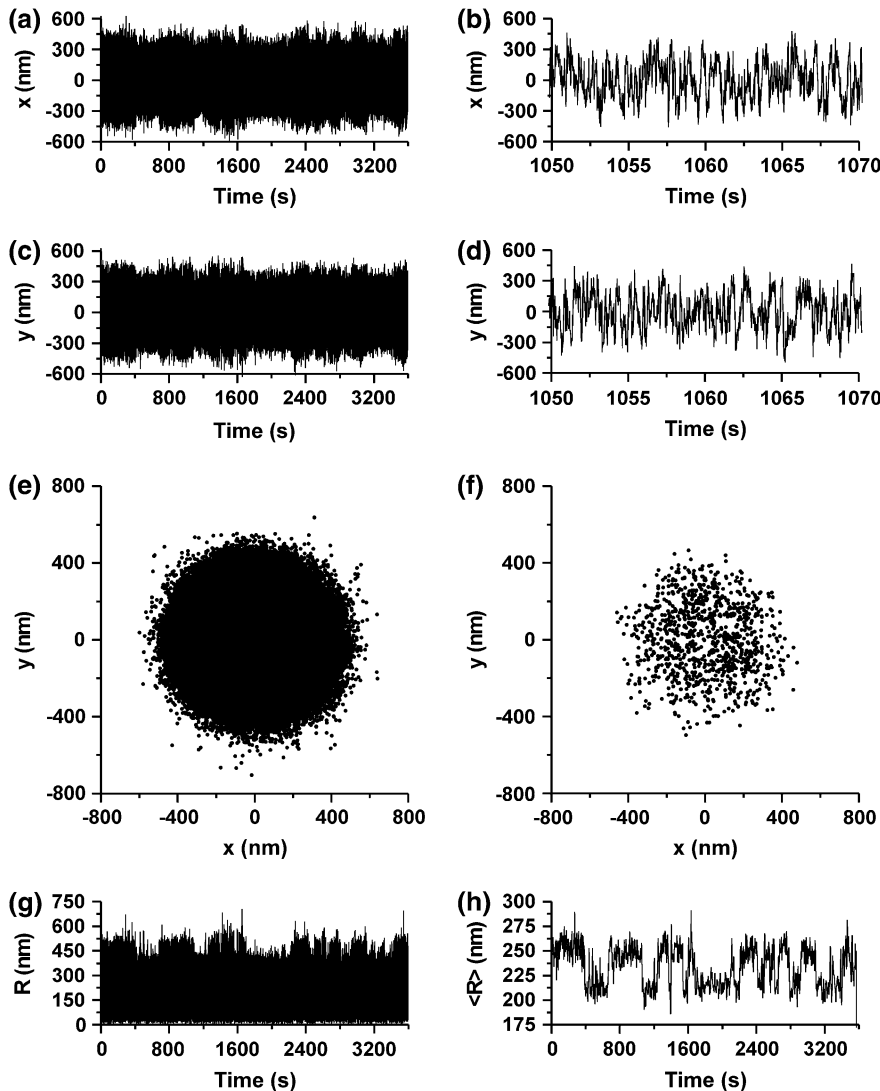 (a)
600
300
0
-300
-600
x (nm)
0 800 1600 2400 3200
Time (s)
(b)
600
300
0
-300
-600
x (nm)
1050 1055 1060 1065 1070
Time (s)
(c)
600
300
0
-300
-600
y (nm)
0 800 1600 2400 3200
Time (s)
(d)
600
300
0
-300
-600
y (nm)
1050 1055 1060 1065 1070
Time (s)
(e)
800
400
0
-400
-800
y (nm)
-800 -400 0 400 800
x (nm)
(f)
800
400
0
-400
-800
y (nm)
-800 -400 0 400 800
x (nm)
(g)
750
600
450
300
150
0
R (nm)
0 800 1600 2400 3200
Time (s)
(h)
300
275
250
225
200
175
<R> (nm)
0 800 1600 2400 3200
Time (s)